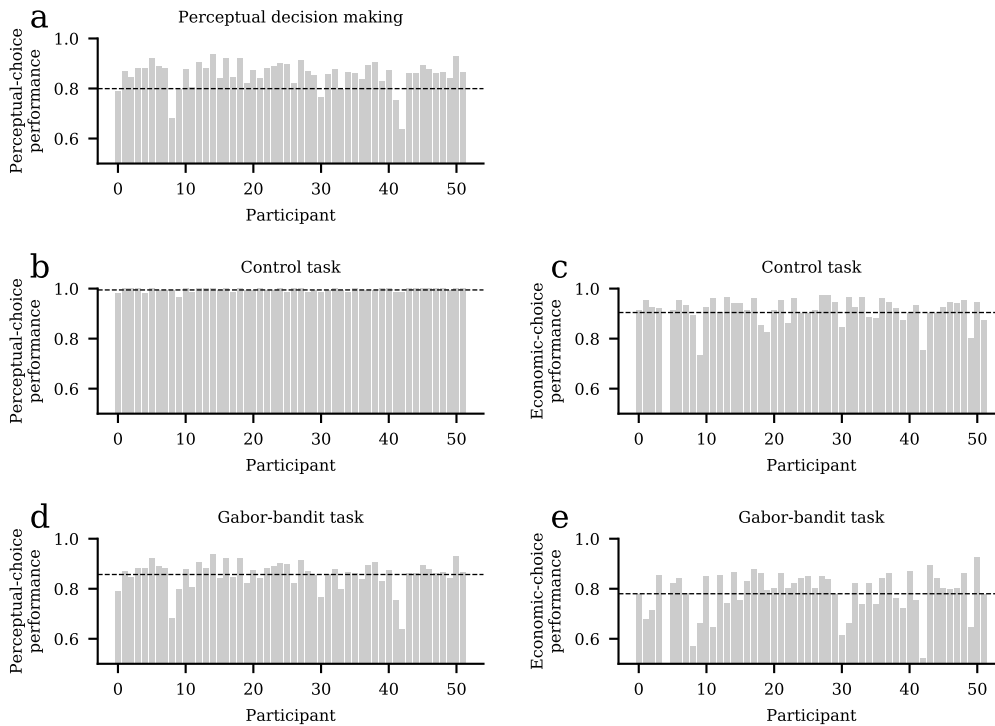 a
Perceptual decision making
Perceptual-choice
performance
1.0
0.8
0.6
0 10 20 30 40 50
Participant
b
Control task
Perceptual-choice
performance
1.0
0.8
0.6
0 10 20 30 40 50
Participant
c
Control task
Economic-choice
performance
1.0
0.8
0.6
0 10 20 30 40 50
Participant
d
Gabor-bandit task
Perceptual-choice
performance
1.0
0.8
0.6
0 10 20 30 40 50
Participant
e
Gabor-bandit task
Economic-choice
performance
1.0
0.8
0.6
0 10 20 30 40 50
Participant